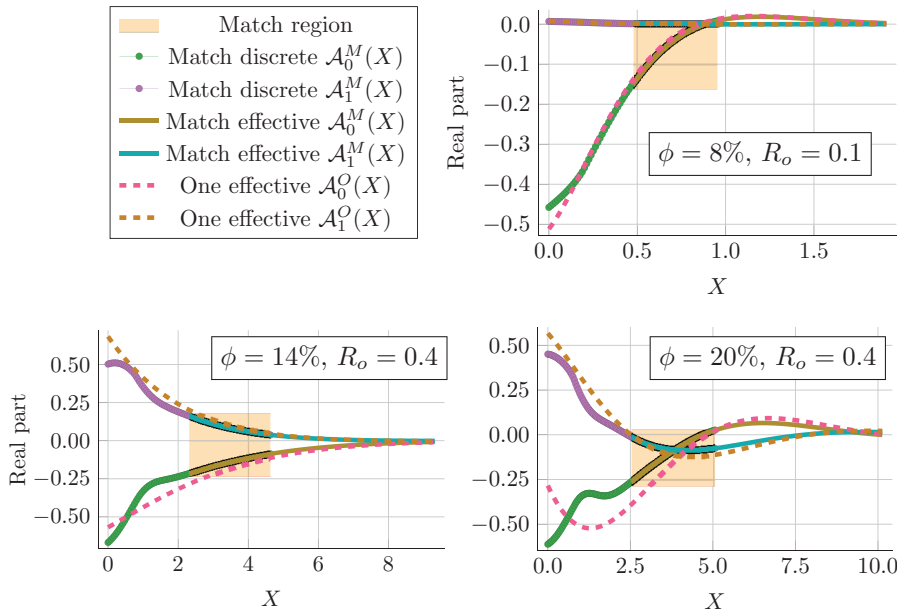 Match region
Match discrete 𝒜₀ᴹ(X)
Match discrete 𝒜₁ᴹ(X)
Match effective 𝒜₀ᴹ(X)
Match effective 𝒜₁ᴹ(X)
One effective 𝒜₀ᴼ(X)
One effective 𝒜₁ᴼ(X)
Real part
0.0
−0.1
−0.2
−0.3
−0.4
−0.5
ϕ = 8%, Rₒ = 0.1
0.0 0.5 1.0 1.5
X
Real part
0.50
0.25
0.00
−0.25
−0.50
ϕ = 14%, Rₒ = 0.4
0 2 4 6 8
X
0.50
0.25
0.00
−0.25
−0.50
ϕ = 20%, Rₒ = 0.4
0.0 2.5 5.0 7.5 10.0
X